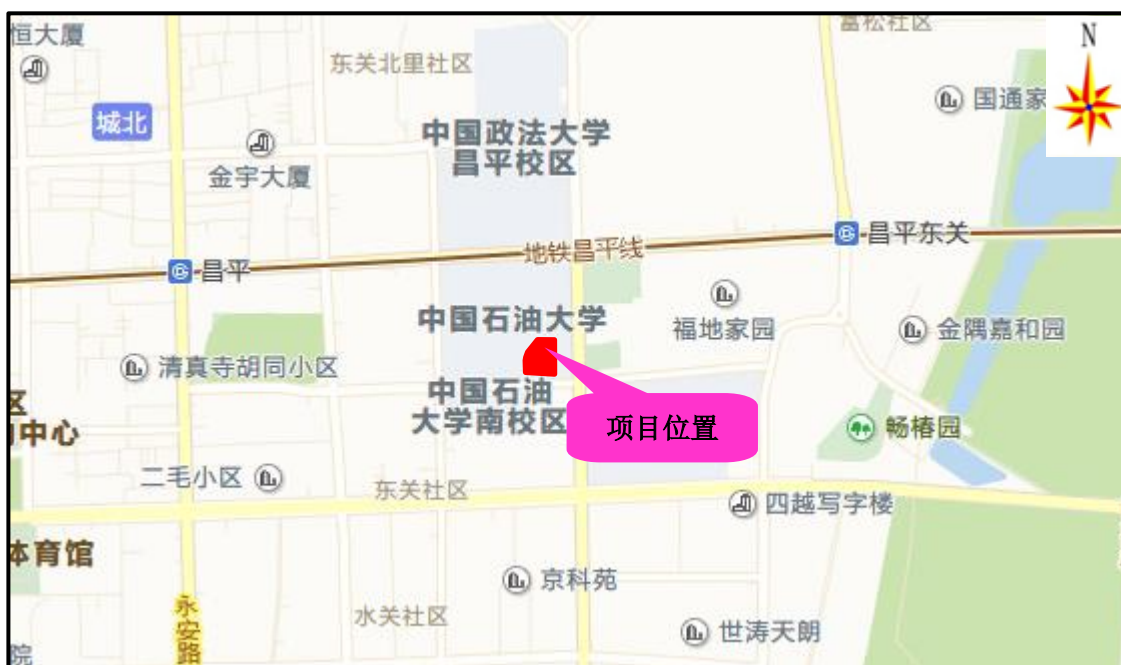 恒大厦
东关北里社区
富松社区
N
国通家
城北
中国政法大学
昌平校区
金宇大厦
昌平东关
地铁昌平线
昌平
中国石油大学
福地家园
金隅嘉和园
清真寺胡同小区
中国石油
大学南校区
项目位置
区
中心
畅椿园
二毛小区
东关社区
四越写字楼
体育馆
京科苑
永安路
水关社区
世涛天朗
院